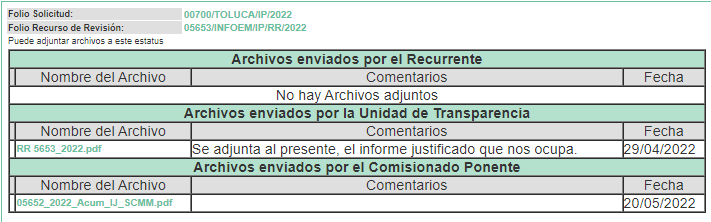 Folio Solicitud: 00700/TOLUCA/IP/2022
Folio Recurso de Revisión: 05653/INFOEM/IP/RR/2022
Puede adjuntar archivos a este estatus
Archivos enviados por el Recurrente
Nombre del Archivo Comentarios Fecha
No hay Archivos adjuntos
Archivos enviados por la Unidad de Transparencia
Nombre del Archivo Comentarios Fecha
RR 5653_2022.pdf Se adjunta al presente, el informe justificado que nos ocupa. 29/04/2022
Archivos enviados por el Comisionado Ponente
Nombre del Archivo Comentarios Fecha
05652_2022_Acum_IJ_SCMM.pdf 20/05/2022